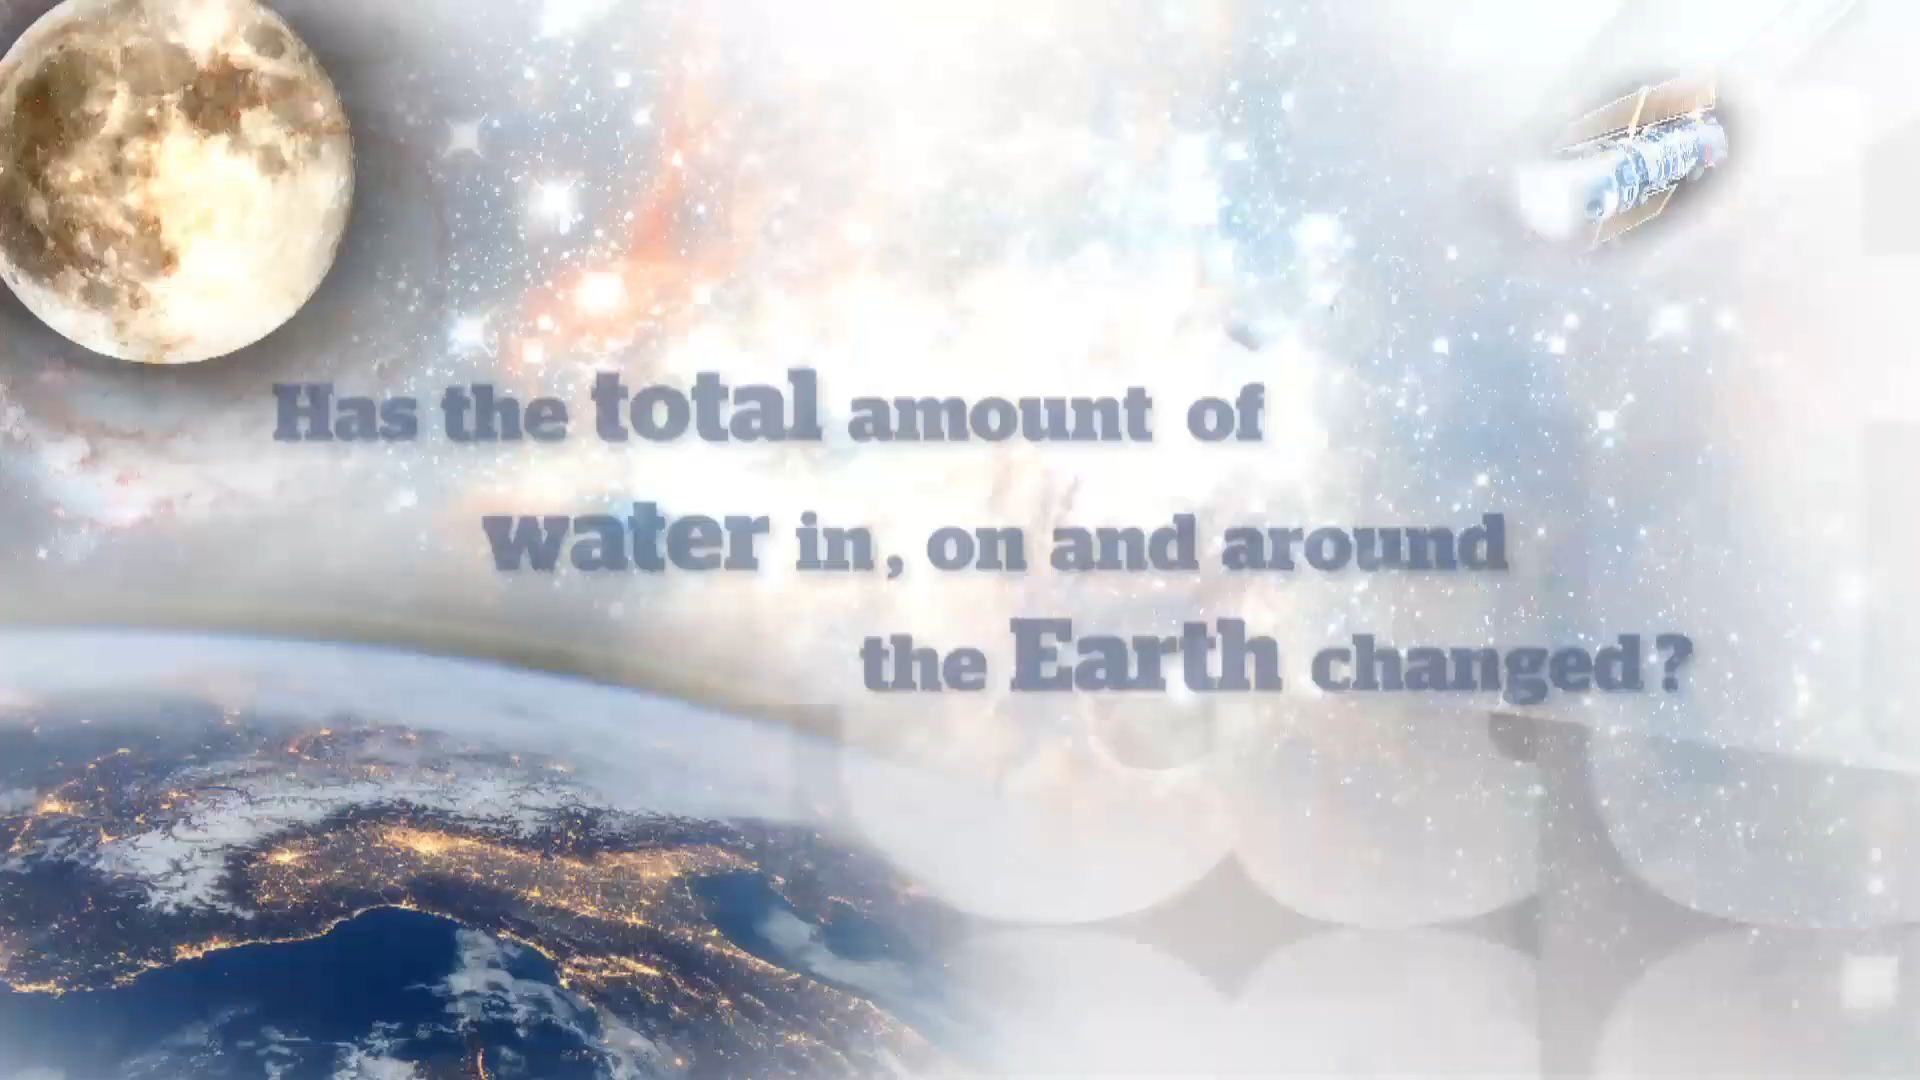 Has the total amount of
water in, on and around
the Earth changed?